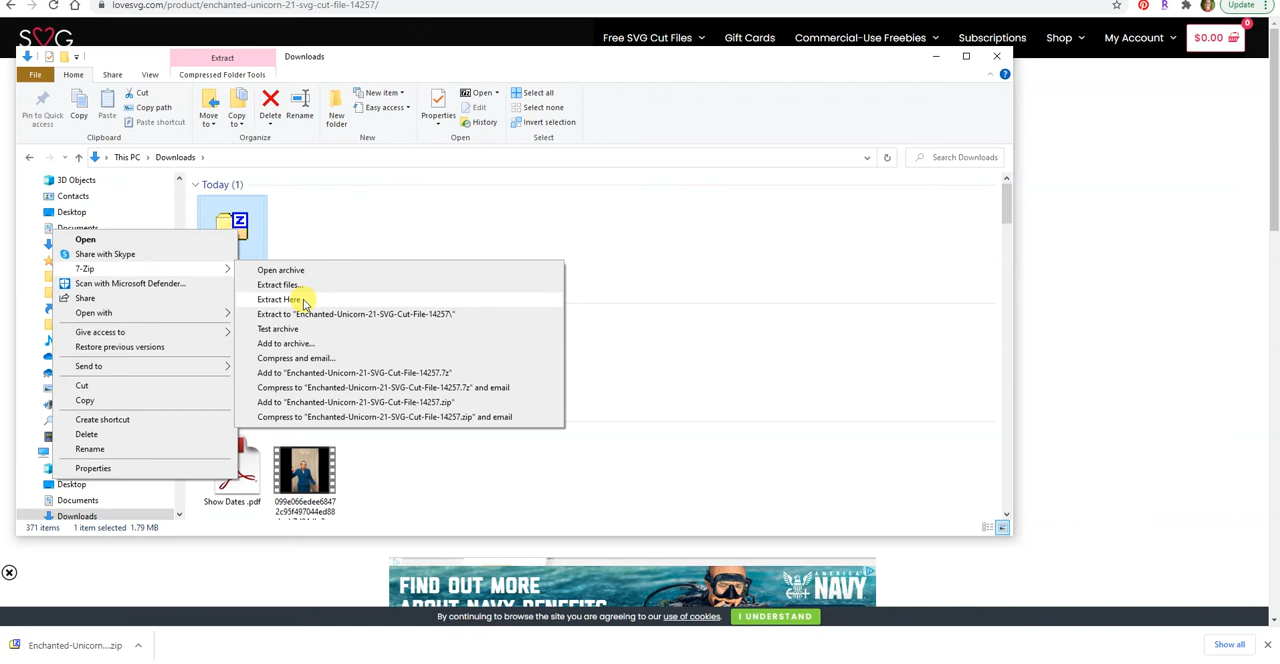 lovesvg.com/product/enchanted-unicorn-21-svg-cut-file-14257/
Update
Free SVG Cut Files
Gift Cards
Commercial-Use Freebies
Subscriptions
Shop
My Account
$0.00
0
Extract
Downloads
File
Home
Share
View
Compressed Folder Tools
Pin to Quick access
Copy
Paste
Cut
Copy path
Paste shortcut
Clipboard
Move to
Copy to
Delete
Rename
Organize
New folder
New item
Easy access
New
Properties
Open
Edit
History
Open
Select all
Select none
Invert selection
Select
This PC
Downloads
Search Downloads
3D Objects
Contacts
Desktop
Documents
Today (1)
Open
Share with Skype
7-Zip
Scan with Microsoft Defender...
Share
Open with
Give access to
Restore previous versions
Send to
Cut
Copy
Create shortcut
Delete
Rename
Properties
Open archive
Extract files...
Extract Here
Extract to "Enchanted-Unicorn-21-SVG-Cut-File-14257\"
Test archive
Add to archive...
Compress and email...
Add to "Enchanted-Unicorn-21-SVG-Cut-File-14257.7z"
Compress to "Enchanted-Unicorn-21-SVG-Cut-File-14257.7z" and email
Add to "Enchanted-Unicorn-21-SVG-Cut-File-14257.zip"
Compress to "Enchanted-Unicorn-21-SVG-Cut-File-14257.zip" and email
Desktop
Documents
Downloads
Show Dates .pdf
099e066edee6847
2c95f497044ed88
371 items
1 item selected 1.79 MB
FIND OUT MORE
ABOUT NAVY BENEFITS
AMERICA'S
NAVY
By continuing to browse the site you are agreeing to our use of cookies.
I UNDERSTAND
Enchanted-Unicorn....zip
Show all